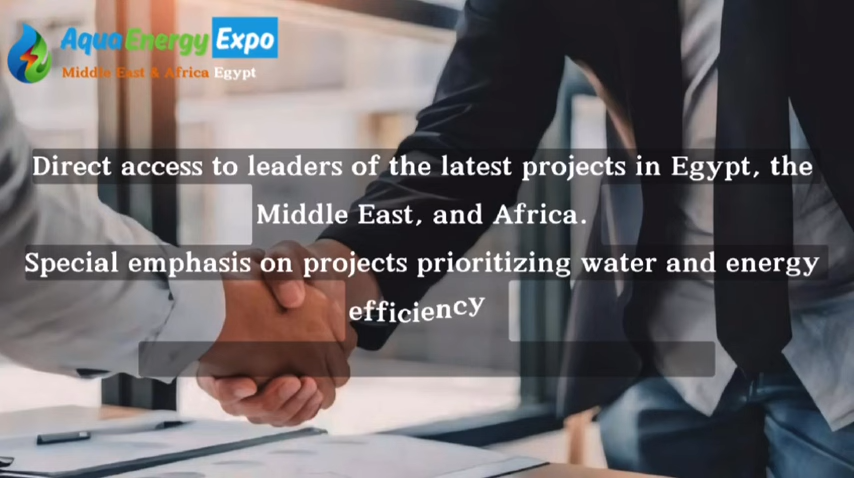 Aqua Energy Expo
Middle East & Africa Egypt
Direct access to leaders of the latest projects in Egypt, the
Middle East, and Africa.
Special emphasis on projects prioritizing water and energy
efficiency